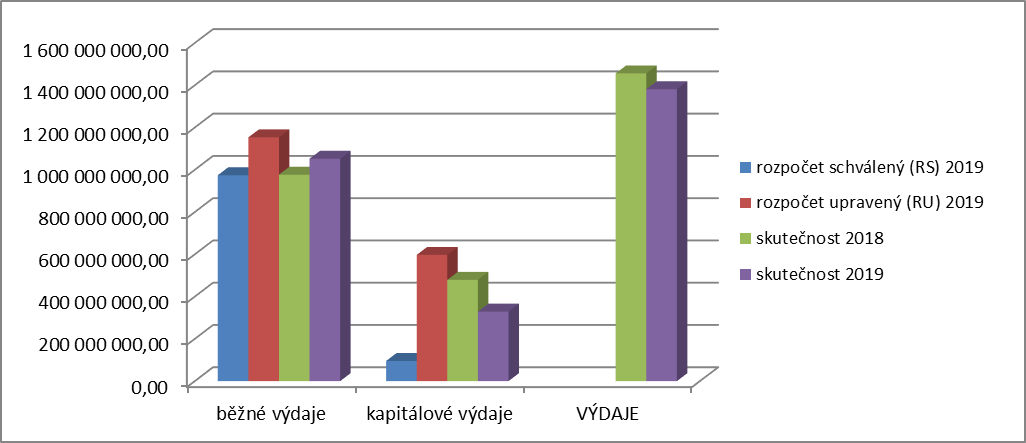 1 600 000 000,00
1 400 000 000,00
1 200 000 000,00
1 000 000 000,00
800 000 000,00
600 000 000,00
400 000 000,00
200 000 000,00
0,00
běžné výdaje
kapitálové výdaje
VÝDAJE
rozpočet schválený (RS) 2019
rozpočet upravený (RU) 2019
skutečnost 2018
skutečnost 2019